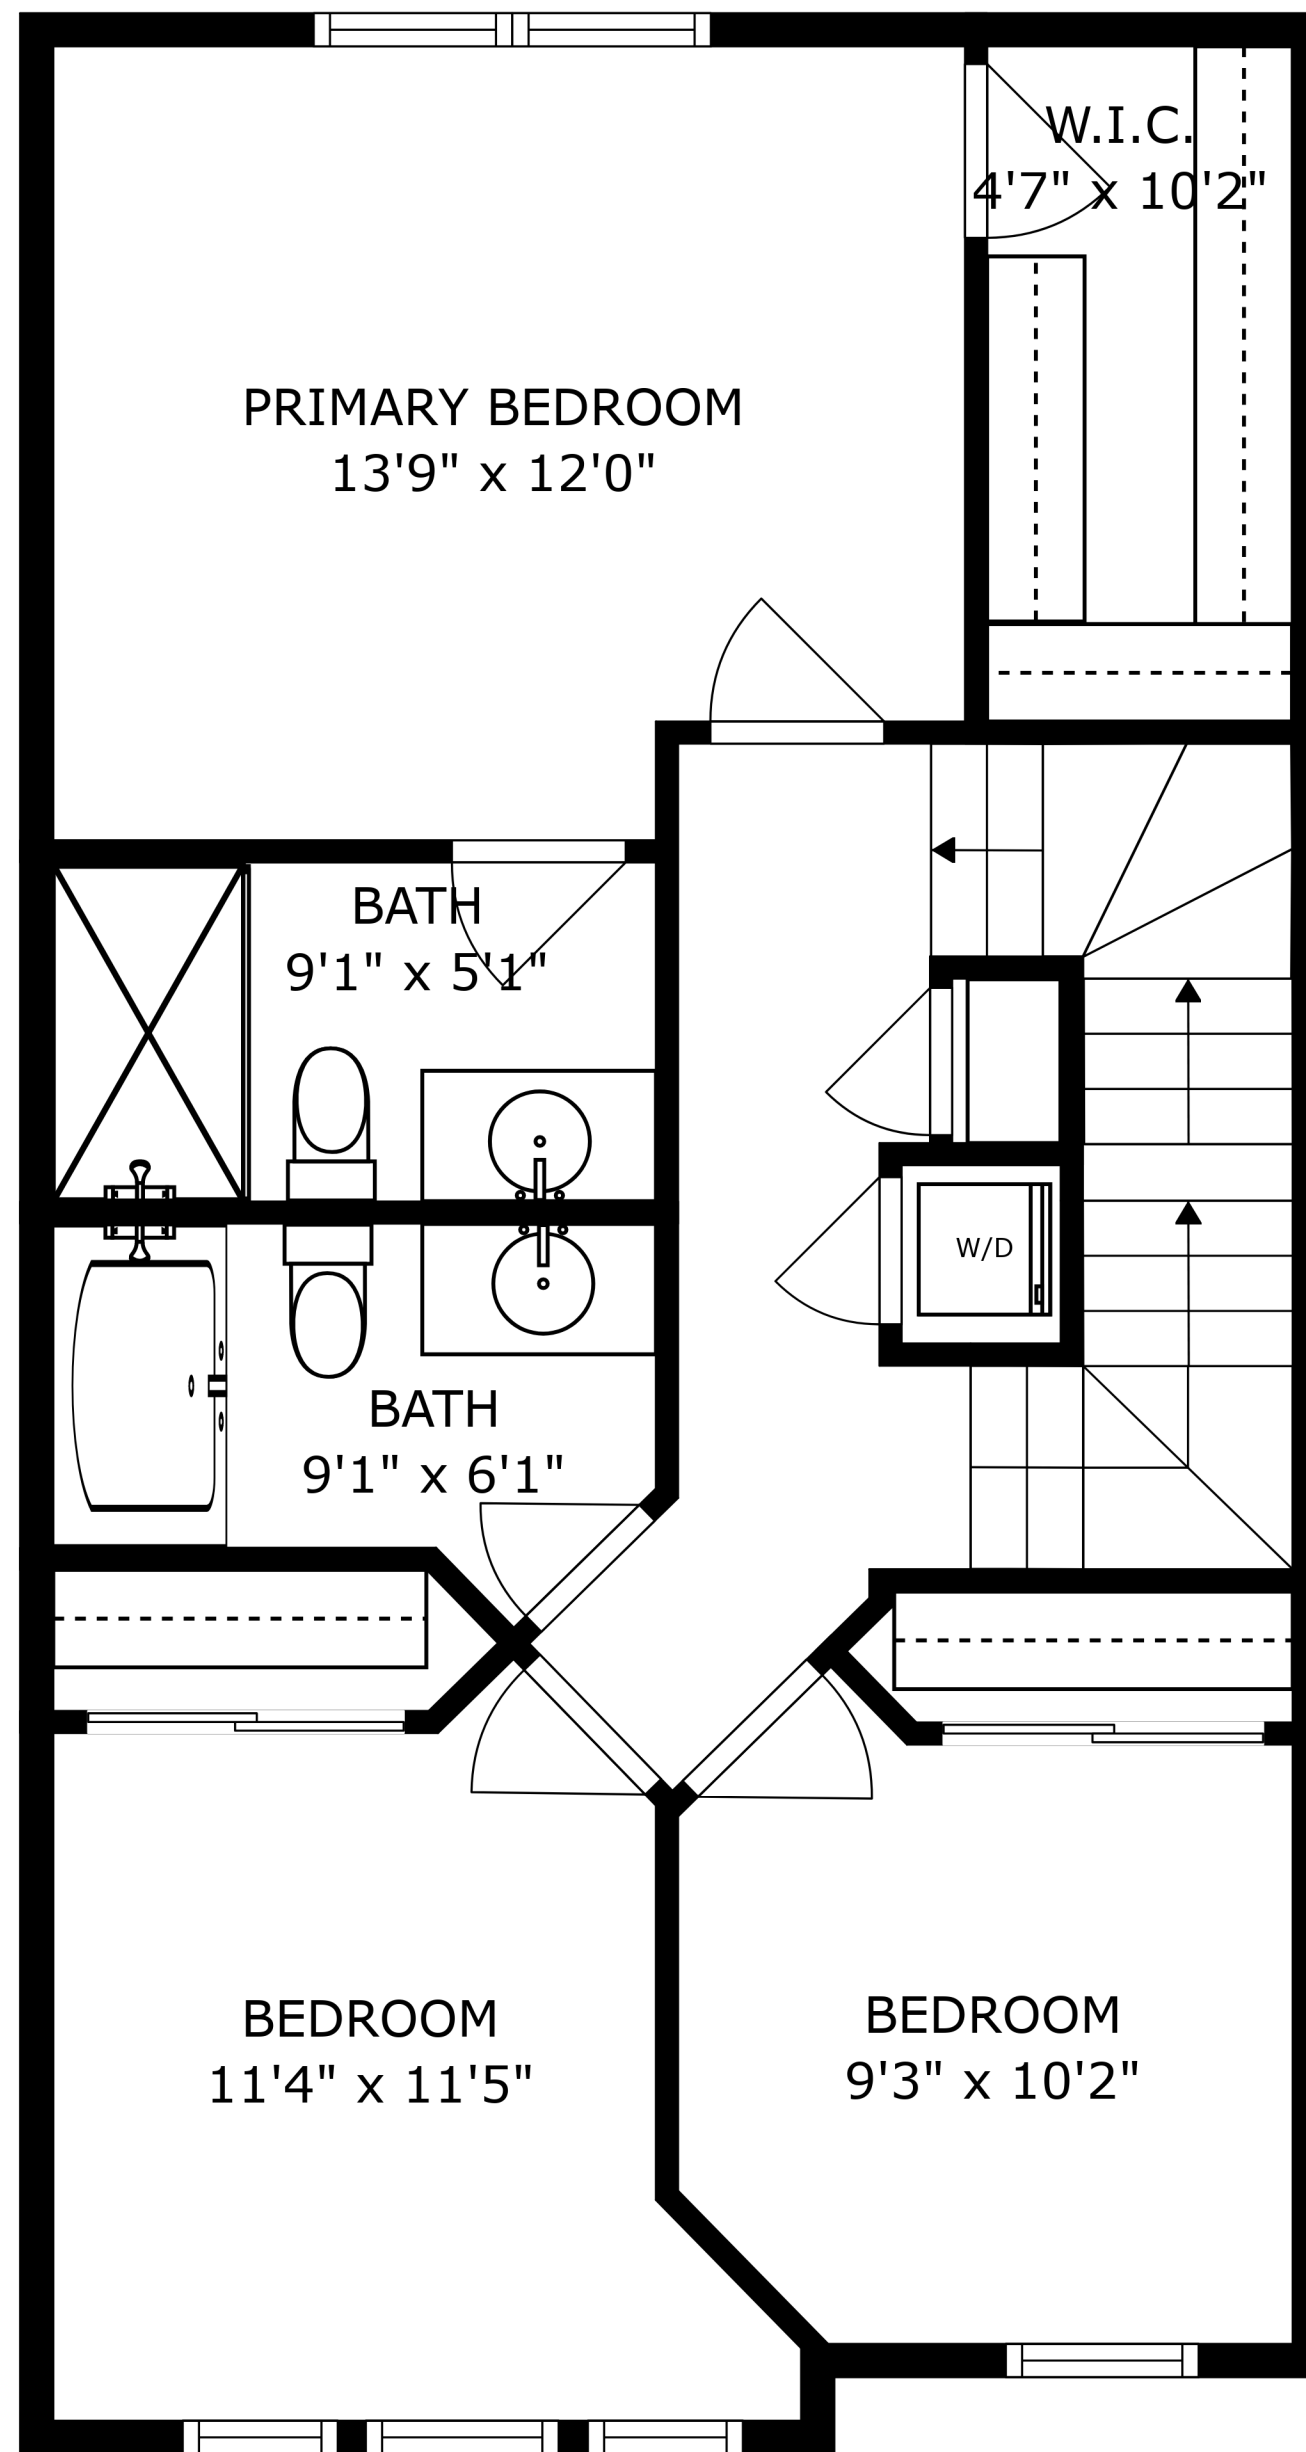 W.I.C.
4'7" x 10'2"
PRIMARY BEDROOM
13'9" x 12'0"
BATH
9'1" x 5'1"
W/D
BATH
9'1" x 6'1"
BEDROOM
11'4" x 11'5"
BEDROOM
9'3" x 10'2"